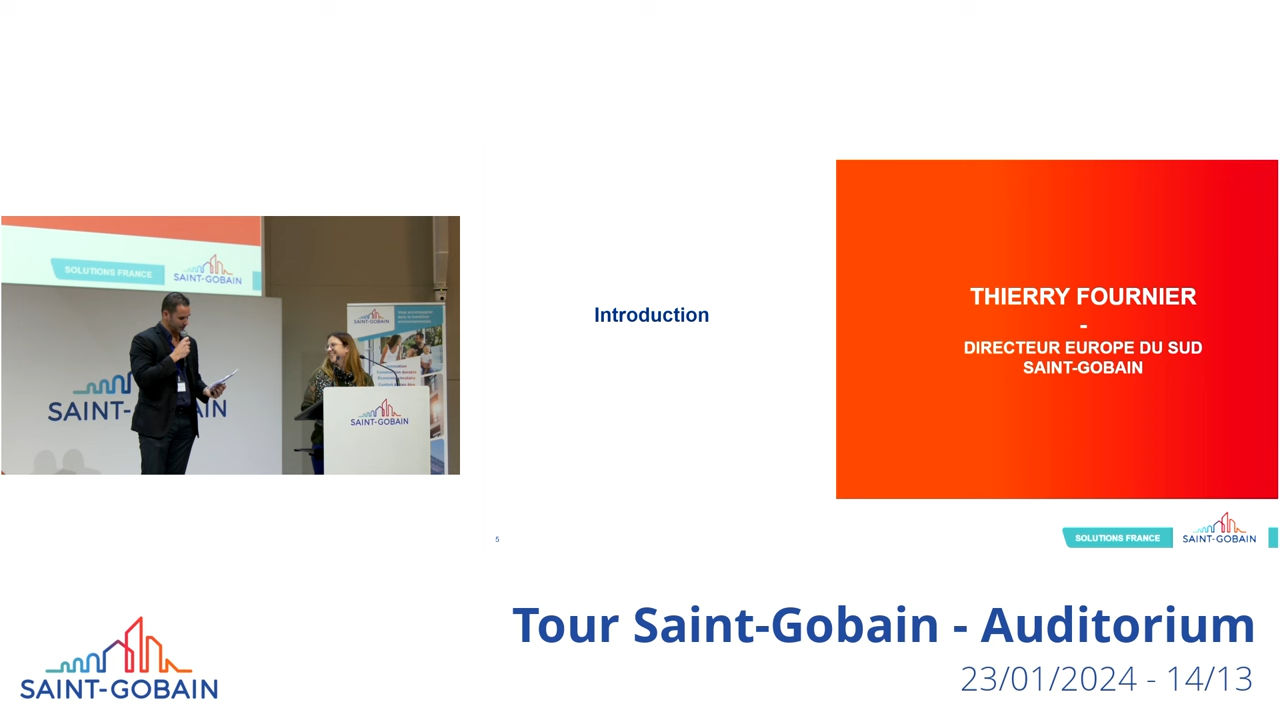 SOLUTIONS FRANCE
SAINT-GOBAIN
SAINT-GOBAIN
SAINT-GOBAIN
Introduction
THIERRY FOURNIER
-
DIRECTEUR EUROPE DU SUD
SAINT-GOBAIN
5
SOLUTIONS FRANCE
SAINT-GOBAIN
Tour Saint-Gobain - Auditorium
23/01/2024 - 14/13
SAINT-GOBAIN